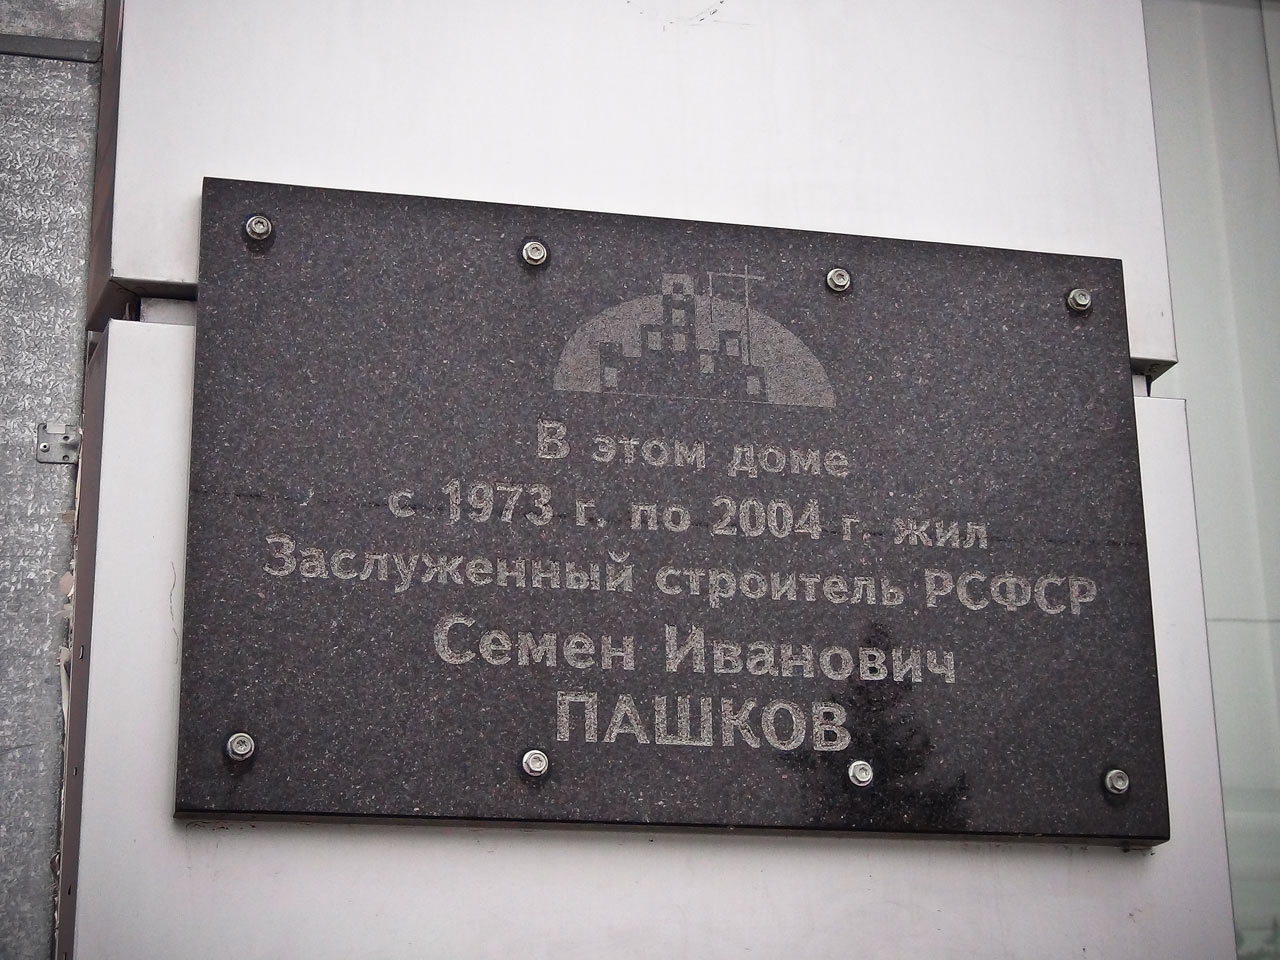 В этом доме
с 1973 г. по 2004 г. жил
Заслуженный строитель РСФСР
Семен Иванович
ПАШКОВ